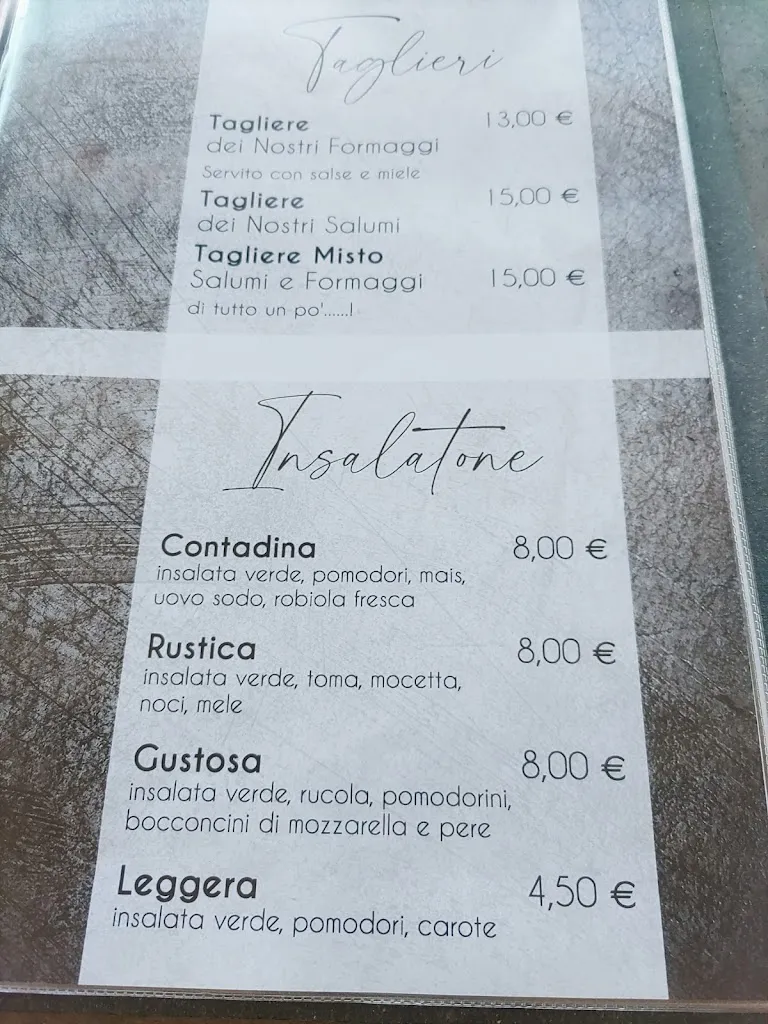 Taglieri
Tagliere 13,00 €
dei Nostri Formaggi
Servito con salse e miele
Tagliere 15,00 €
dei Nostri Salumi
Tagliere Misto
Salumi e Formaggi 15,00 €
di tutto un po'......!
Insalatone
Contadina 8,00 €
insalata verde, pomodori, mais,
uovo sodo, robiola fresca
Rustica 8,00 €
insalata verde, toma, mocetta,
noci, mele
Gustosa 8,00 €
insalata verde, rucola, pomodorini,
bocconcini di mozzarella e pere
Leggera 4,50 €
insalata verde, pomodori, carote